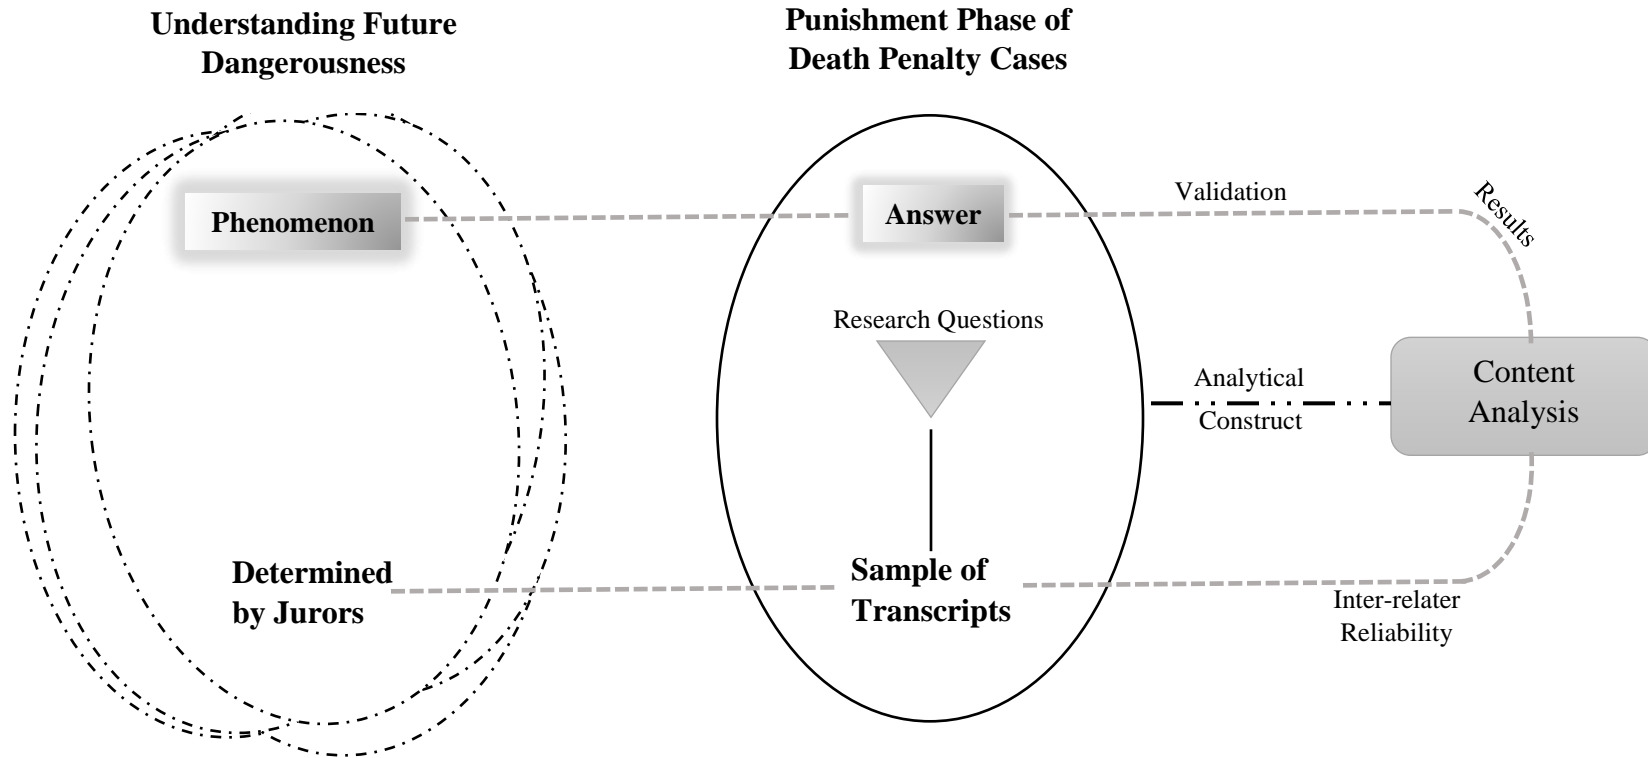 Understanding Future
Dangerousness
Punishment Phase of
Death Penalty Cases
Phenomenon
Answer
Validation
Results
Research Questions
Analytical
Construct
Content
Analysis
Determined
by Jurors
Sample of
Transcripts
Inter-relater
Reliability